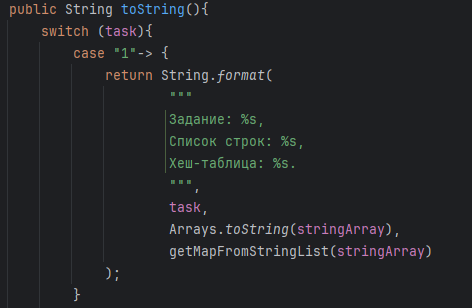 public String toString(){
switch (task){
case "1"-> {
return String.format(
"""
Задание: %s,
Список строк: %s,
Хеш-таблица: %s.
""",
task,
Arrays.toString(stringArray),
getMapFromStringList(stringArray)
);
}